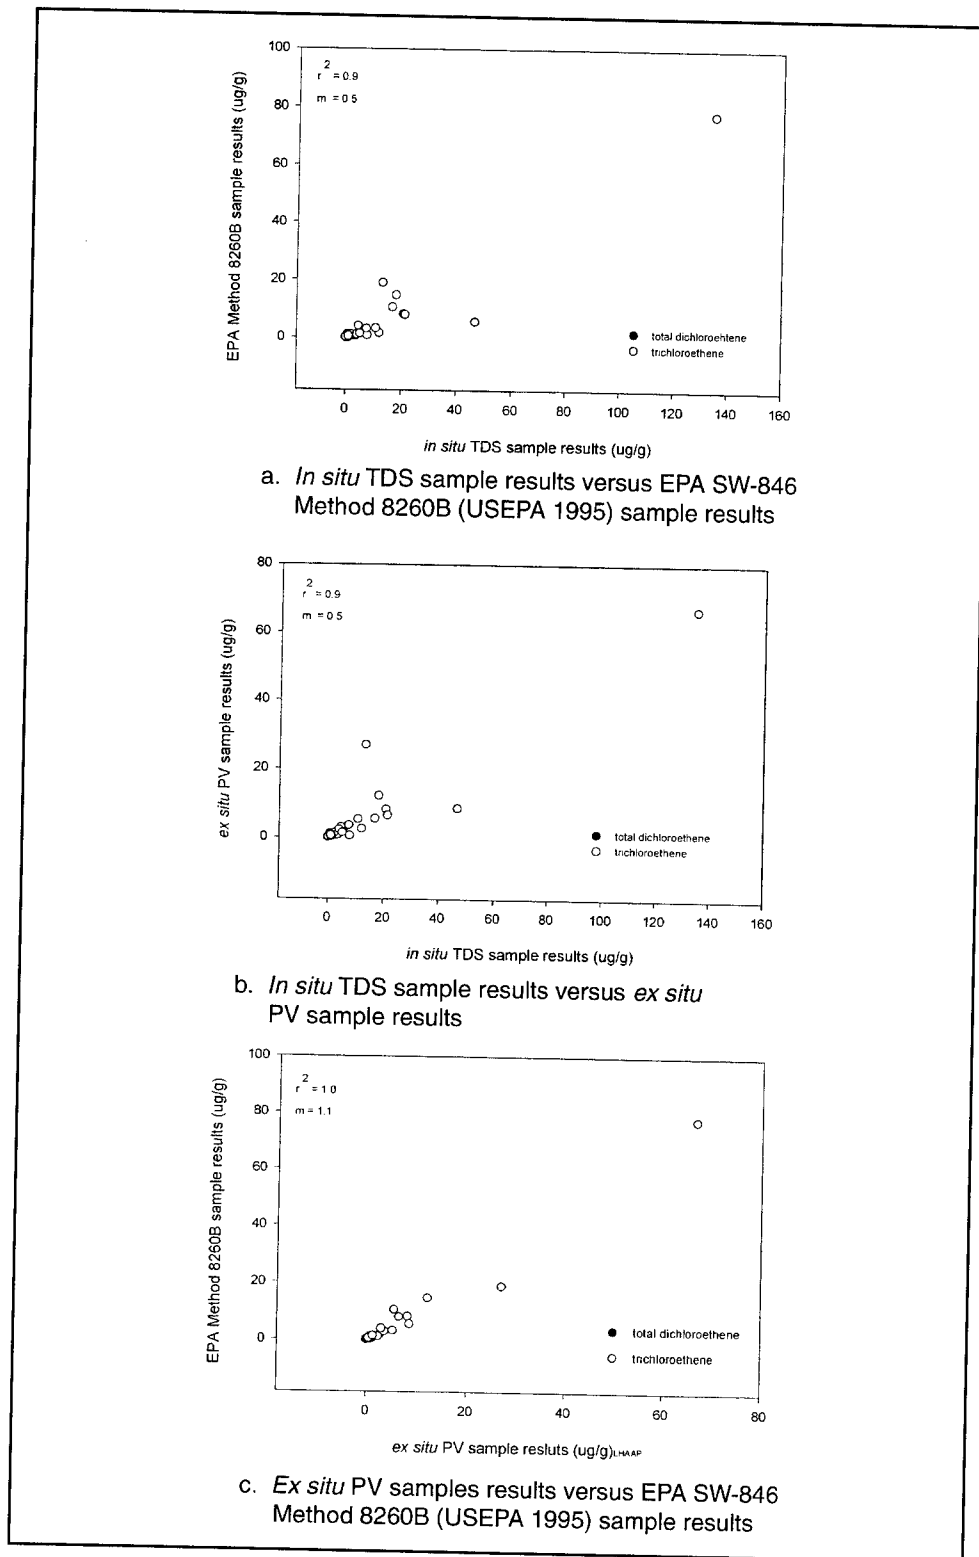 100
80
60
40
20
0
EPA Method 8260B sample results (ug/g)
r 2 = 0.9
m = 0 5
total dichloroehtene
trichloroethene
0 20 40 60 80 100 120 140 160
in situ TDS sample results (ug/g)
a. In situ TDS sample results versus EPA SW-846
Method 8260B (USEPA 1995) sample results
80
60
40
20
0
ex situ PV sample results (ug/g)
r 2 = 0.9
m = 0 5
total dichloroethene
trichloroethene
0 20 40 60 80 100 120 140 160
in situ TDS sample results (ug/g)
b. In situ TDS sample results versus ex situ
PV sample results
100
80
60
40
20
0
EPA Method 8260B sample results (ug/g)
r 2 = 1 0
m = 1.1
total dichloroethene
trichloroethene
0 20 40 60 80
ex situ PV sample resluts (ug/g)LHAAP
c. Ex situ PV samples results versus EPA SW-846
Method 8260B (USEPA 1995) sample results